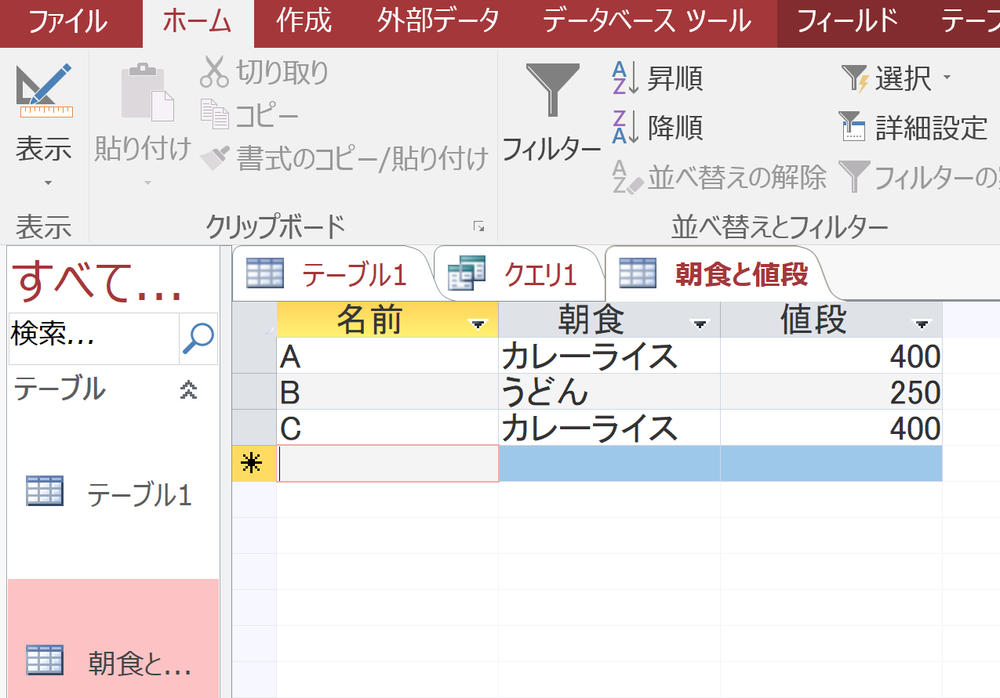 ファイル ホーム 作成 外部データ データベース ツール フィールド テーブ
切り取り
コピー
書式のコピー/貼り付け
表示
貼り付け
フィルター
昇順
降順
並べ替えの解除
選択
詳細設定
フィルターの
表示 クリップボード 並べ替えとフィルター
すべて...
検索...
テーブル
テーブル1
朝食と...
テーブル1 クエリ1 朝食と値段
名前 朝食 値段
A カレーライス 400
B うどん 250
C カレーライス 400